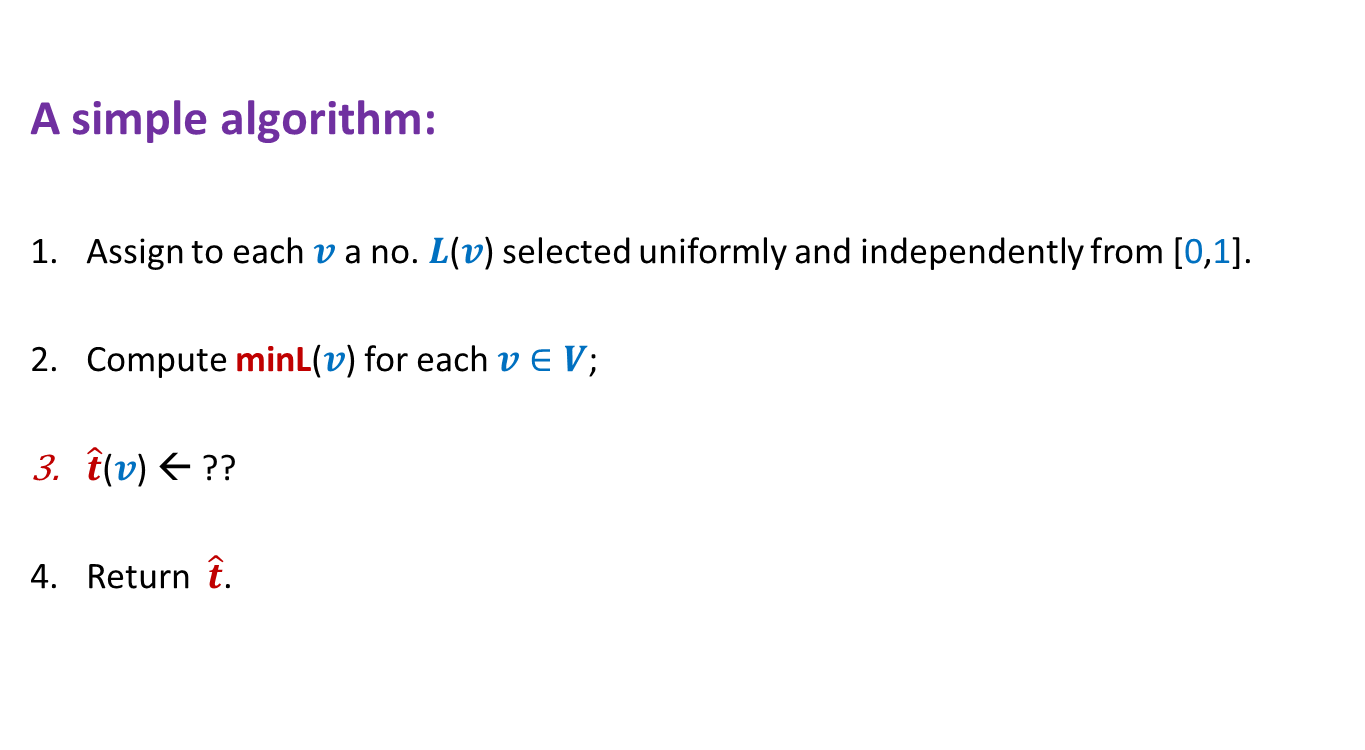 A simple algorithm:
1. Assign to each v a no. L(v) selected uniformly and independently from [0,1].
2. Compute minL(v) for each v ∈ V;
3. t̂(v) ← ??
4. Return t̂.